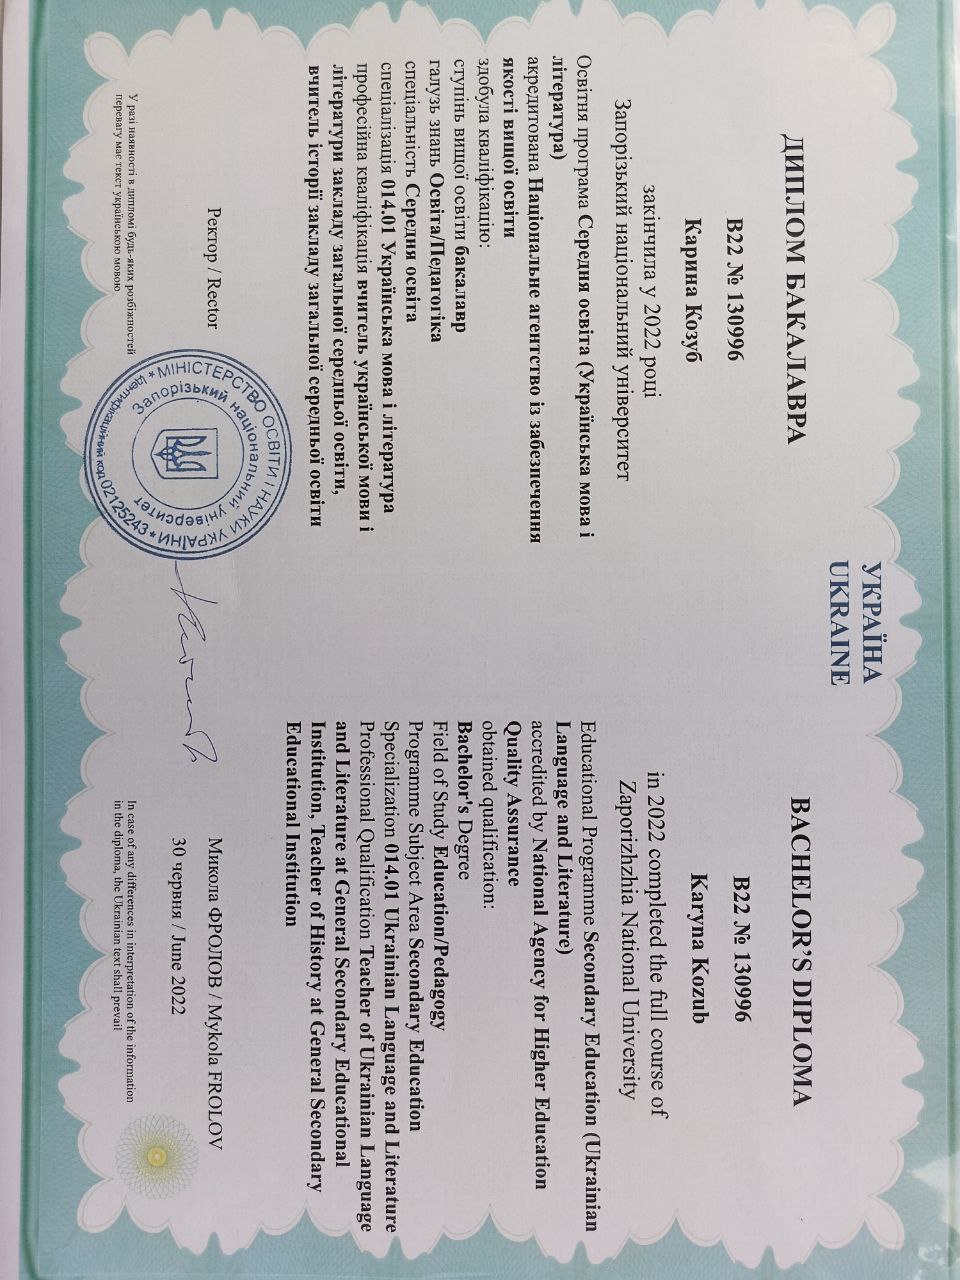 УКРАЇНА
UKRAINE
ДИПЛОМ БАКАЛАВРА
В22 № 130996
Карина Козуб
закінчила у 2022 році
Запорізький національний університет
Освітня програма Середня освіта (Українська мова і
література)
акредитована Національне агентство із забезпечення
якості вищої освіти
здобула кваліфікацію:
ступінь вищої освіти бакалавр
галузь знань Освіта/Педагогіка
спеціальність Середня освіта
спеціалізація 014.01 Українська мова і література
професійна кваліфікація вчитель української мови і
літератури закладу загальної середньої освіти,
вчитель історії закладу загальної середньої освіти
Ректор / Rector
У разі наявності в дипломі будь-яких розбіжностей
перевагу має текст українською мовою
* МІНІСТЕРСТВО ОСВІТИ І НАУКИ УКРАЇНИ *
Ідентифікаційний код 02125243
Запорізький національний університет
BACHELOR’S DIPLOMA
B22 № 130996
Karyna Kozub
in 2022 completed the full course of
Zaporizhzhia National University
Educational Programme Secondary Education (Ukrainian
Language and Literature)
accredited by National Agency for Higher Education
Quality Assurance
obtained qualification:
Bachelor's Degree
Field of Study Education/Pedagogy
Programme Subject Area Secondary Education
Specialization 014.01 Ukrainian Language and Literature
Professional Qualification Teacher of Ukrainian Language
and Literature at General Secondary Educational
Institution, Teacher of History at General Secondary
Educational Institution
Микола ФРОЛОВ / Mykola FROLOV
30 червня / June 2022
In case of any differences in interpretation of the information
in the diploma, the Ukrainian text shall prevail